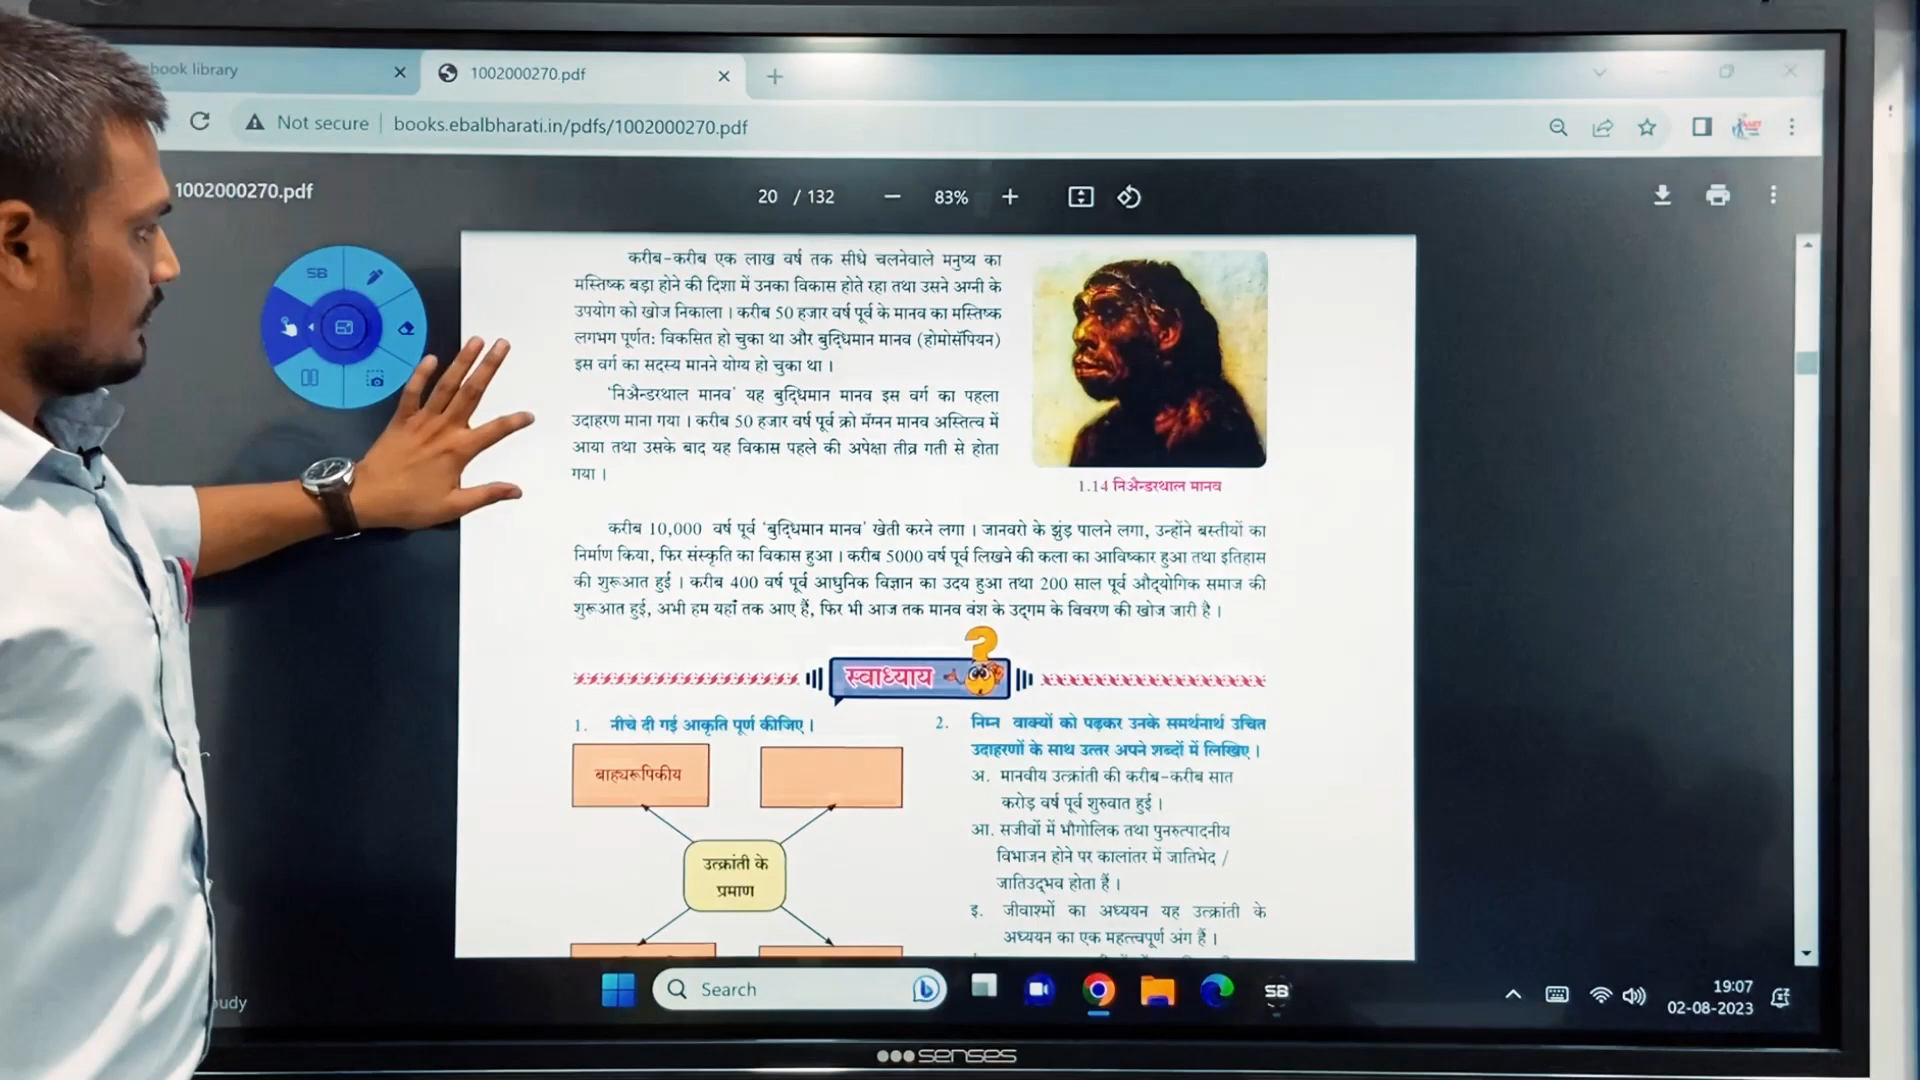 book library
1002000270.pdf
Not secure
books.ebalbharati.in/pdfs/1002000270.pdf
1002000270.pdf
20 / 132
83%
SB
करीब-करीब एक लाख वर्ष तक सीधे चलनेवाले मनुष्य का
मस्तिष्क बड़ा होने की दिशा में उनका विकास होते रहा तथा उसने अग्नी के
उपयोग को खोज निकाला । करीब 50 हजार वर्ष पूर्व के मानव का मस्तिष्क
लगभग पूर्णतः विकसित हो चुका था और बुद्धिमान मानव (होमोसॅपियन)
इस वर्ग का सदस्य मानने योग्य हो चुका था ।
'निॲन्डरथाल मानव' यह बुद्धिमान मानव इस वर्ग का पहला
उदाहरण माना गया । करीब 50 हजार वर्ष पूर्व क्रो मॅग्नन मानव अस्तित्व में
आया तथा उसके बाद यह विकास पहले की अपेक्षा तीव्र गती से होता
गया ।
1.14 निॲन्डरथाल मानव
करीब 10,000 वर्ष पूर्व 'बुद्धिमान मानव' खेती करने लगा । जानवरो के झुंड़ पालने लगा, उन्होंने बस्तीयों का
निर्माण किया, फिर संस्कृति का विकास हुआ । करीब 5000 वर्ष पूर्व लिखने की कला का आविष्कार हुआ तथा इतिहास
की शुरूआत हुई । करीब 400 वर्ष पूर्व आधुनिक विज्ञान का उदय हुआ तथा 200 साल पूर्व औद्योगिक समाज की
शुरूआत हुई, अभी हम यहाँ तक आए हैं, फिर भी आज तक मानव वंश के उद्गम के विवरण की खोज जारी है ।
स्वाध्याय
1. नीचे दी गई आकृति पूर्ण कीजिए ।
बाह्यरूपिकीय
उत्क्रांती के
प्रमाण
2. निम्न वाक्यों को पढ़कर उनके समर्थनार्थ उचित
उदाहरणों के साथ उत्तर अपने शब्दों में लिखिए ।
अ. मानवीय उत्क्रांती की करीब-करीब सात
करोड़ वर्ष पूर्व शुरुवात हुई ।
आ. सजीवों में भौगोलिक तथा पुनरुत्पादनीय
विभाजन होने पर कालांतर में जातिभेद /
जातिउद्भव होता हैं ।
इ. जीवाश्मों का अध्ययन यह उत्क्रांती के
अध्ययन का एक महत्त्वपूर्ण अंग हैं ।
Search
SB
19:07
02-08-2023
senses